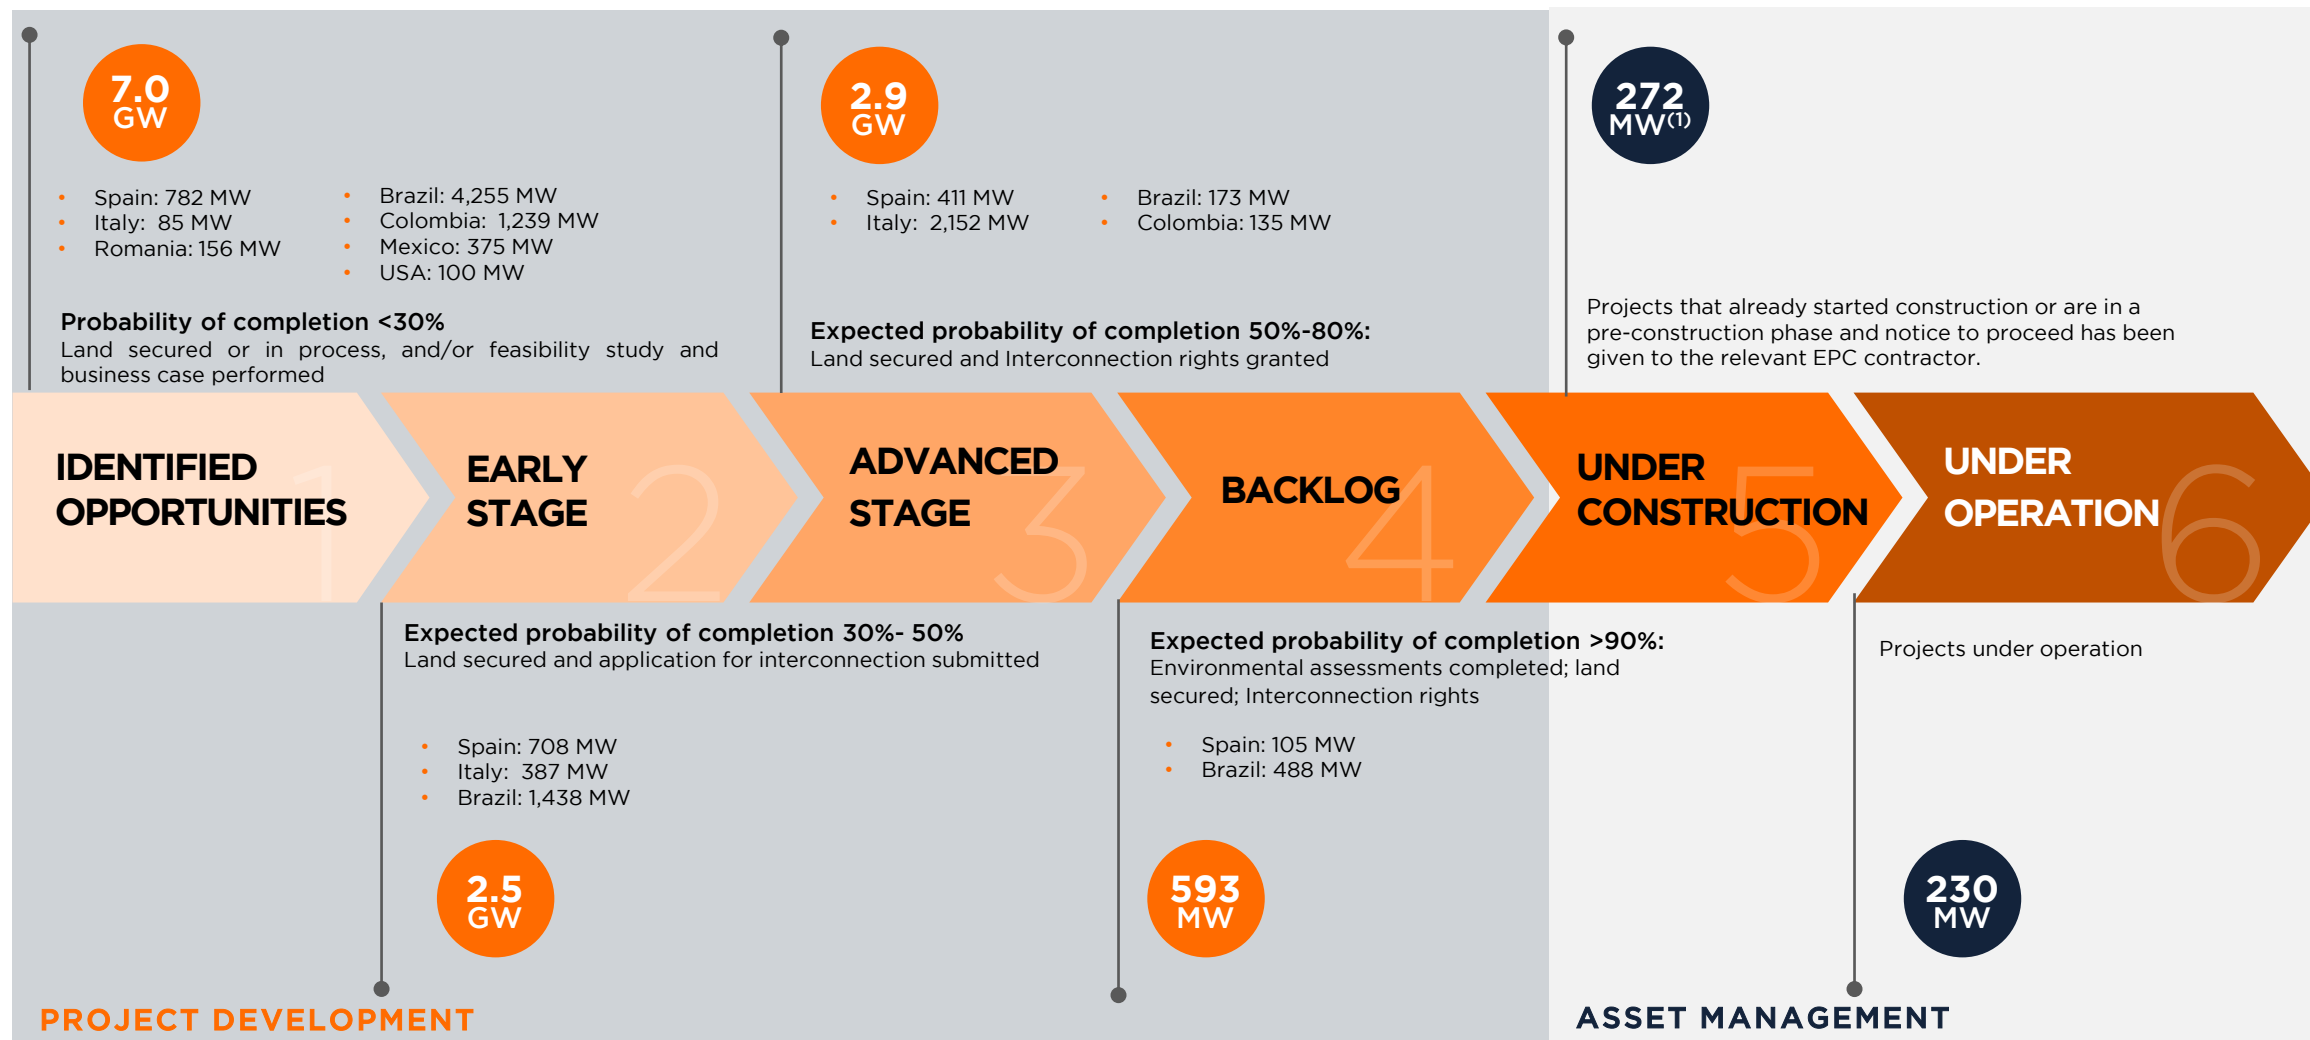 7.0
GW
• Spain: 782 MW
• Italy: 85 MW
• Romania: 156 MW
• Brazil: 4,255 MW
• Colombia: 1,239 MW
• Mexico: 375 MW
• USA: 100 MW
Probability of completion <30%
Land secured or in process, and/or feasibility study and
business case performed
2.9
GW
• Spain: 411 MW
• Italy: 2,152 MW
• Brazil: 173 MW
• Colombia: 135 MW
Expected probability of completion 50%-80%:
Land secured and Interconnection rights granted
272
MW(1)
Projects that already started construction or are in a
pre-construction phase and notice to proceed has been
given to the relevant EPC contractor.
IDENTIFIED
OPPORTUNITIES
1
EARLY
STAGE
2
ADVANCED
STAGE
3
BACKLOG
4
UNDER
CONSTRUCTION
5
UNDER
OPERATION
6
Expected probability of completion 30%- 50%
Land secured and application for interconnection submitted
• Spain: 708 MW
• Italy: 387 MW
• Brazil: 1,438 MW
2.5
GW
Expected probability of completion >90%:
Environmental assessments completed; land
secured; Interconnection rights
• Spain: 105 MW
• Brazil: 488 MW
593
MW
Projects under operation
230
MW
PROJECT DEVELOPMENT
ASSET MANAGEMENT